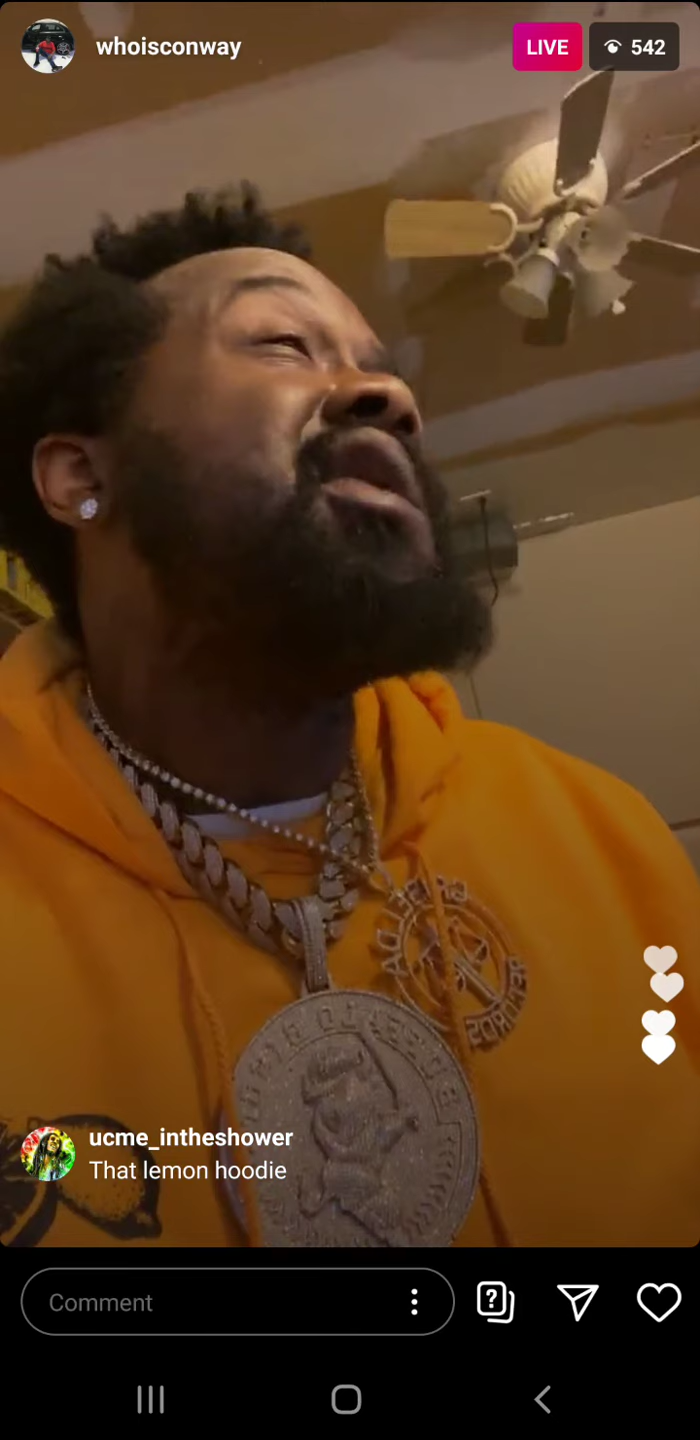 whoisconway
LIVE
542
ucme_intheshower
That lemon hoodie
Comment